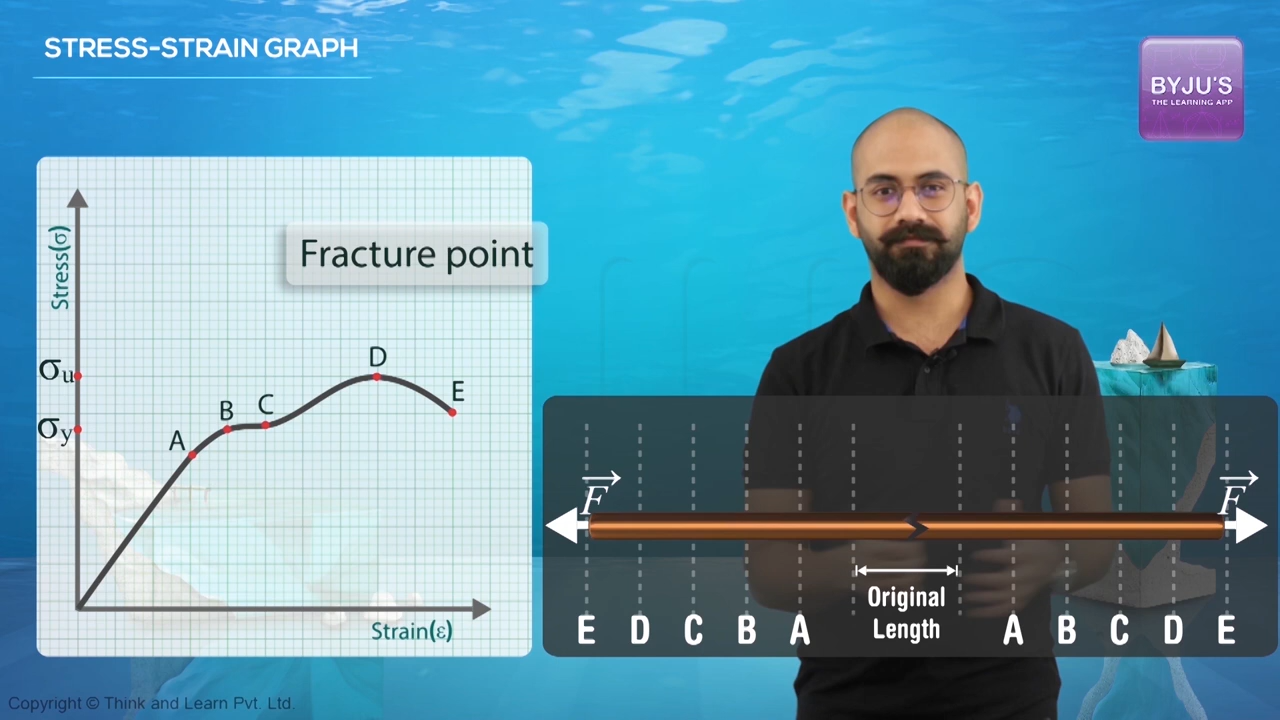 STRESS-STRAIN GRAPH
BYJU'S
THE LEARNING APP
Fracture point
Stress(σ)
σu
σy
A
B
C
D
E
Strain(ε)
F
F
Original
Length
E D C B A A B C D E
Copyright © Think and Learn Pvt. Ltd.